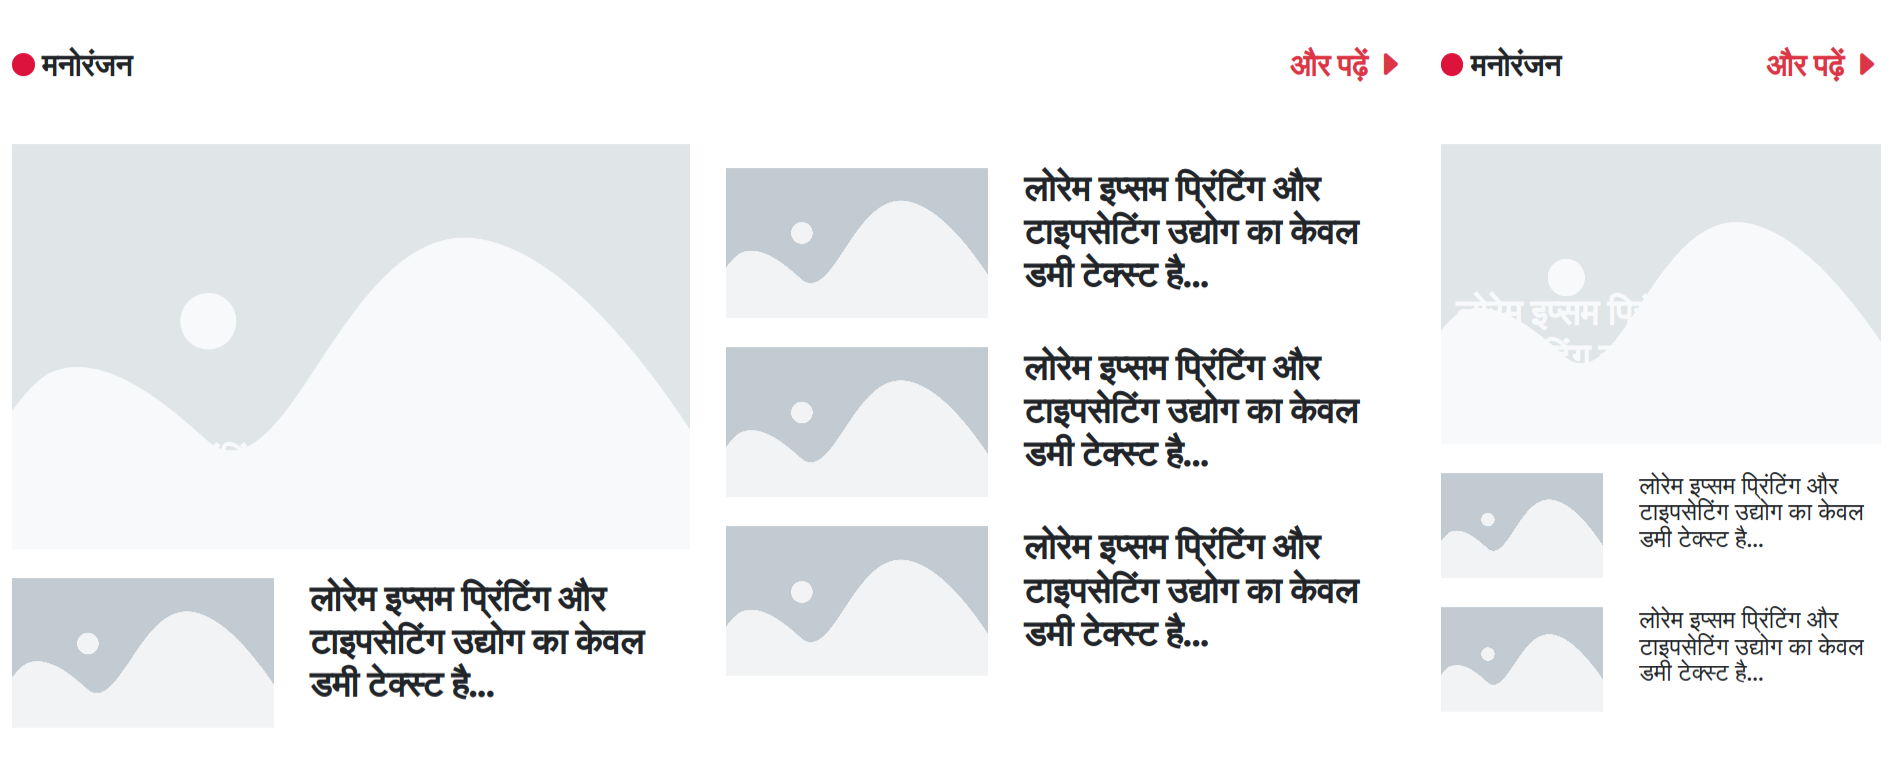 मनोरंजन
और पढ़ें
लोरेम इप्सम प्रिंटिंग और
टाइपसेटिंग उद्योग का केवल
डमी टेक्स्ट है...
लोरेम इप्सम प्रिंटिंग और
टाइपसेटिंग उद्योग का केवल
डमी टेक्स्ट है...
लोरेम इप्सम प्रिंटिंग और
टाइपसेटिंग उद्योग का केवल
डमी टेक्स्ट है...
लोरेम इप्सम प्रिंटिंग और
टाइपसेटिंग उद्योग का केवल
डमी टेक्स्ट है...
मनोरंजन
और पढ़ें
लोरेम इप्सम
लोरेम इप्सम प्रिंटिंग और
टाइपसेटिंग उद्योग का केवल
डमी टेक्स्ट है...
लोरेम इप्सम प्रिंटिंग और
टाइपसेटिंग उद्योग का केवल
डमी टेक्स्ट है...